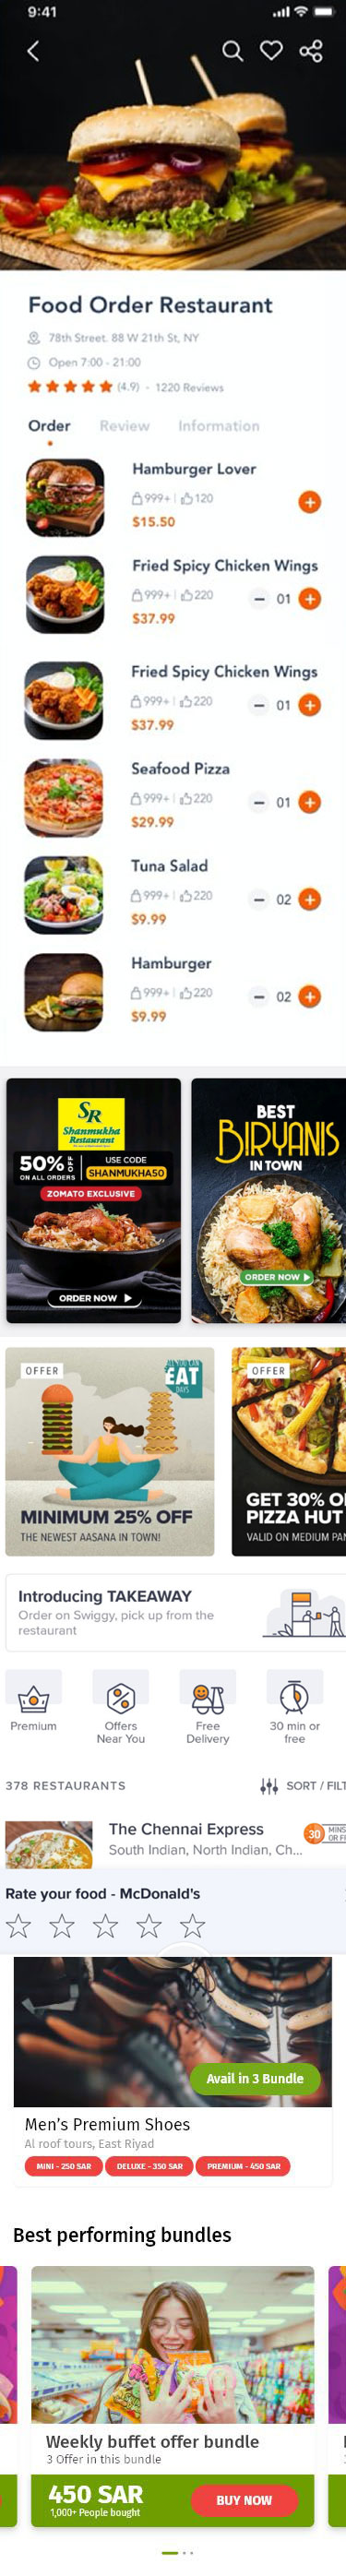 9:41
Food Order Restaurant
78th Street. 88 W 21th St, NY
Open 7:00 - 21:00
(4.9) - 1220 Reviews
Order Review Information
Hamburger Lover
999+ | 120
$15.50
Fried Spicy Chicken Wings
999+ | 220
- 01 +
$37.99
Fried Spicy Chicken Wings
999+ | 220
- 01 +
$37.99
Seafood Pizza
999+ | 220
- 01 +
$29.99
Tuna Salad
999+ | 220
- 02 +
$9.99
Hamburger
999+ | 220
- 02 +
$9.99
SR
Shanmukha
Restaurant
50% OFF
ON ALL ORDERS
USE CODE
SHANMUKHA50
ZOMATO EXCLUSIVE
ORDER NOW
BEST
BIRYANIS
IN TOWN
ORDER NOW
OFFER
ALL YOU CAN
EAT
DAYS
MINIMUM 25% OFF
THE NEWEST AASANA IN TOWN!
OFFER
GET 30% O
PIZZA HUT
VALID ON MEDIUM PAN
Introducing TAKEAWAY
Order on Swiggy, pick up from the
restaurant
Premium
Offers
Near You
Free
Delivery
30 min or
free
378 RESTAURANTS
SORT / FILT
The Chennai Express
South Indian, North Indian, Ch...
30 MINS
OR F
Rate your food - McDonald's
Avail in 3 Bundle
Men's Premium Shoes
Al roof tours, East Riyad
MINI - 250 SAR
DELUXE - 350 SAR
PREMIUM - 450 SAR
Best performing bundles
Weekly buffet offer bundle
3 Offer in this bundle
450 SAR
1,000+ People bought
BUY NOW